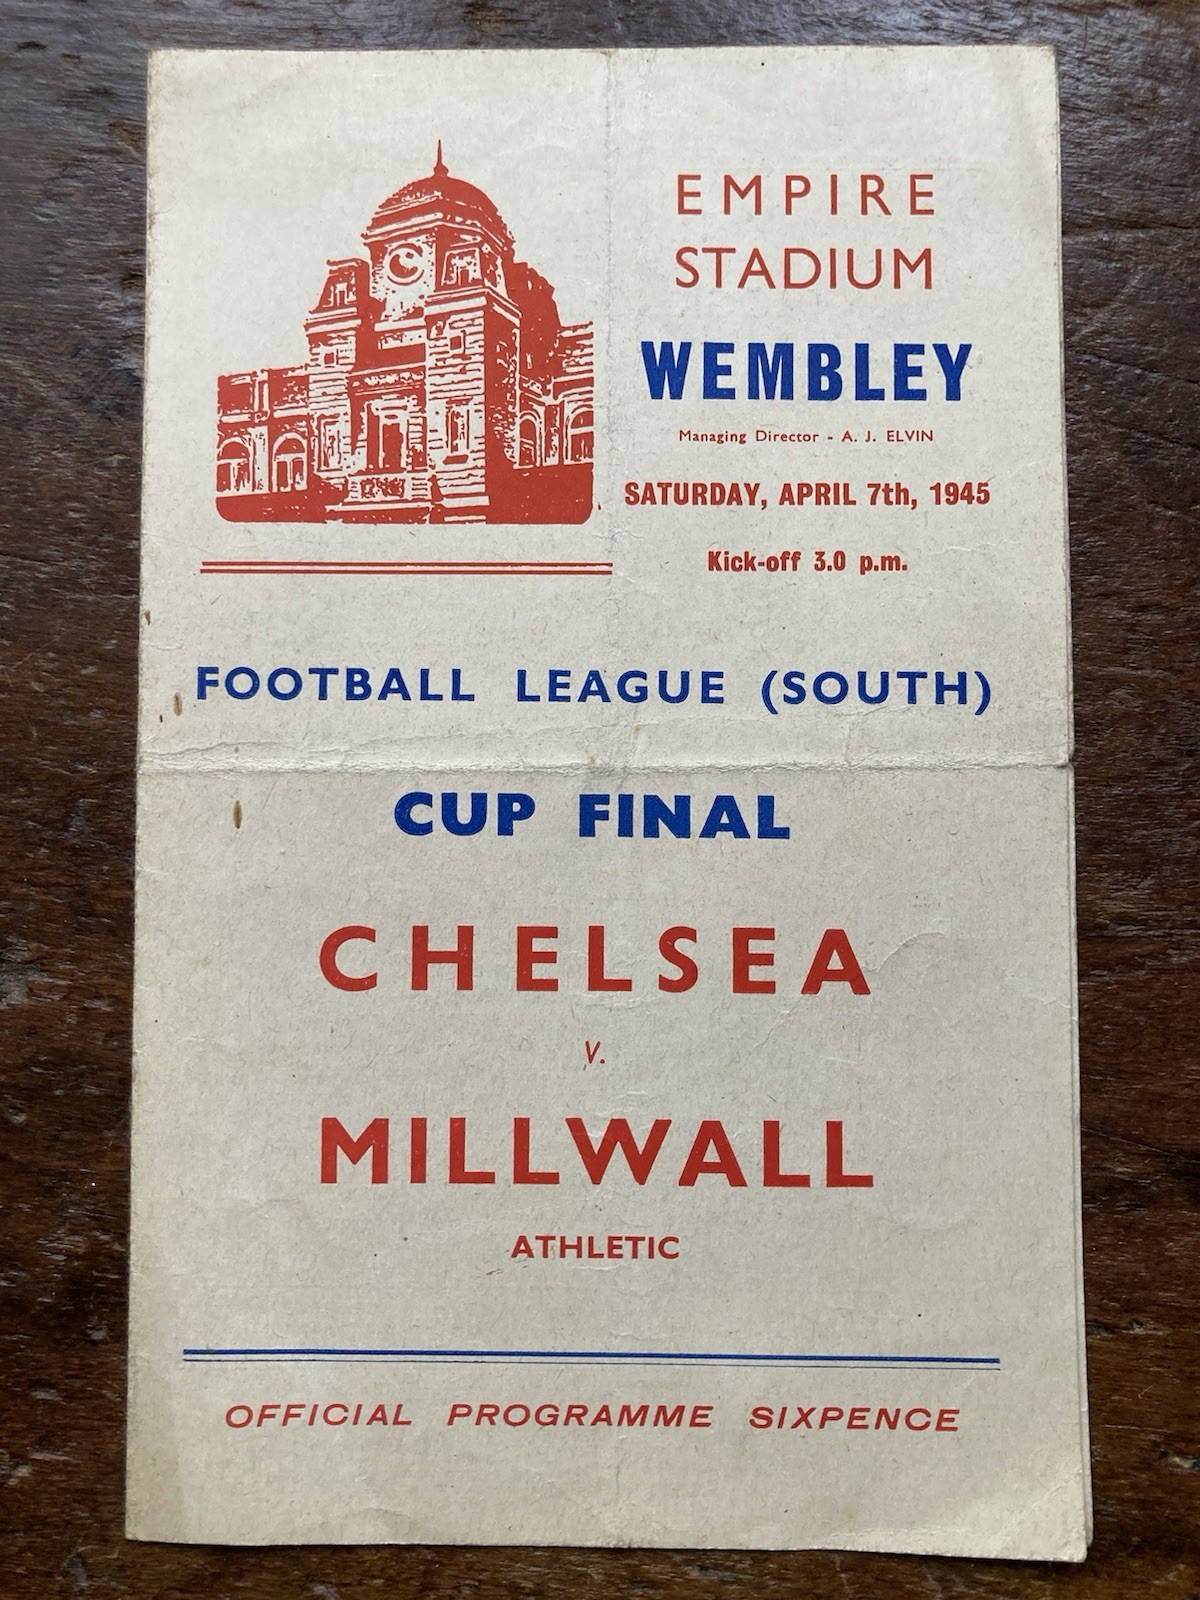 EMPIRE
STADIUM
WEMBLEY
Managing Director - A. J. ELVIN
SATURDAY, APRIL 7th, 1945
Kick-off 3.0 p.m.
FOOTBALL LEAGUE (SOUTH)
CUP FINAL
CHELSEA
v.
MILLWALL
ATHLETIC
OFFICIAL PROGRAMME SIXPENCE